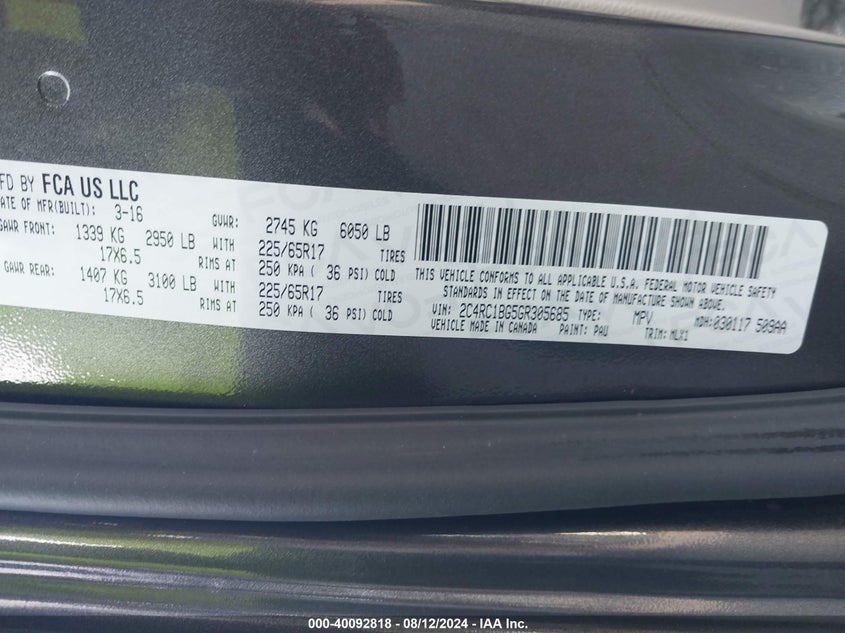 FD BY FCA US LLC
DATE OF MFR(BUILT): 3-16 GVWR: 2745 KG 6050 LB
GAWR FRONT: 1339 KG 2950 LB WITH 225/65R17 TIRES
17X6.5 RIMS AT 250 KPA ( 36 PSI) COLD
GAWR REAR: 1407 KG 3100 LB WITH 225/65R17 TIRES
17X6.5 RIMS AT 250 KPA ( 36 PSI) COLD
THIS VEHICLE CONFORMS TO ALL APPLICABLE U.S.A. FEDERAL MOTOR VEHICLE SAFETY
STANDARDS IN EFFECT ON THE DATE OF MANUFACTURE SHOWN ABOVE.
VIN: 2C4RC1BG5GR305685 TYPE: MPV MDH:030117 509AA
VEHICLE MADE IN CANADA PAINT: PAU TRIM: MLX1
000-40092818 - 08/12/2024 - IAA Inc.